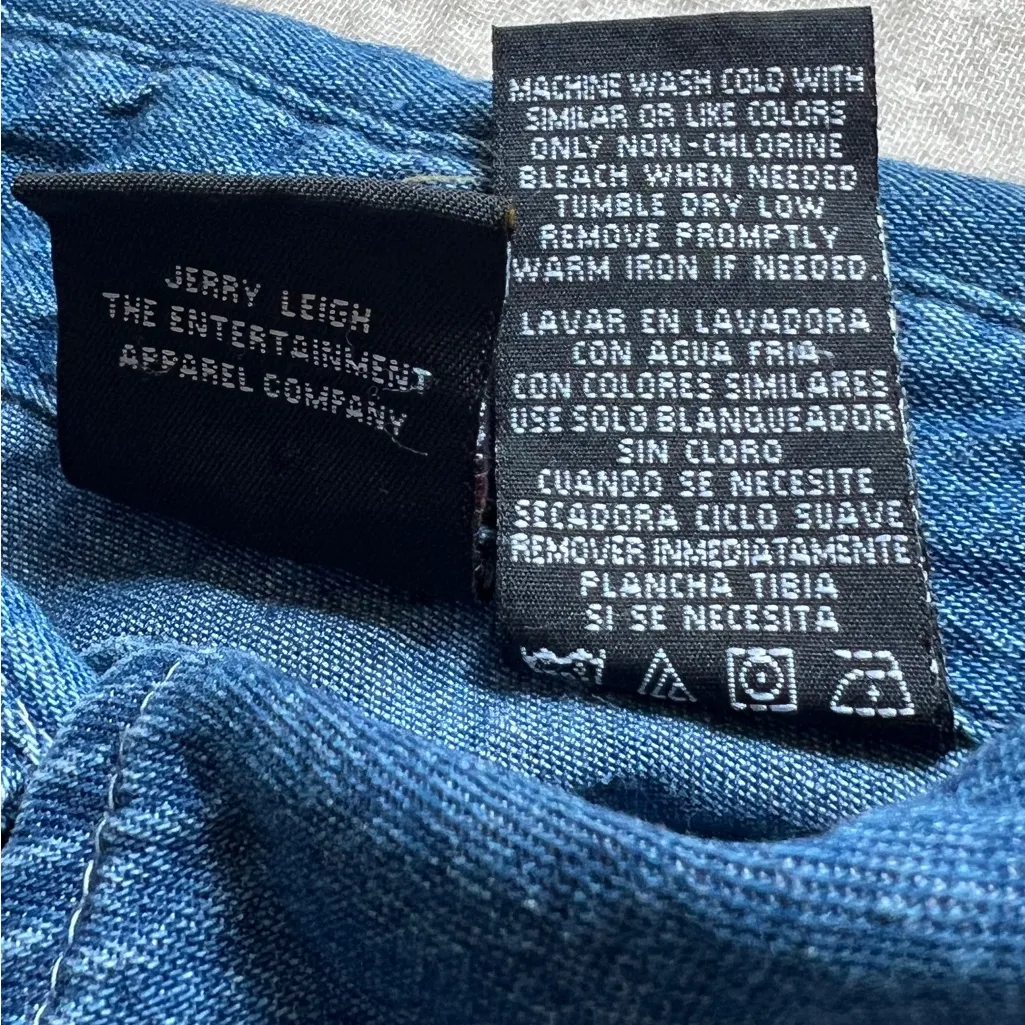 JERRY LEIGH
THE ENTERTAINMENT
APPAREL COMPANY
MACHINE WASH COLD WITH
SIMILAR OR LIKE COLORS
ONLY NON-CHLORINE
BLEACH WHEN NEEDED
TUMBLE DRY LOW
REMOVE PROMPTLY
WARM IRON IF NEEDED.
LAVAR EN LAVADORA
CON AGUA FRIA
CON COLORES SIMILARES
USE SOLO BLANQUEADOR
SIN CLORO
CUANDO SE NECESITE
SECADORA CICLO SUAVE
REMOVER INMEDIATAMENTE
PLANCHA TIBIA
SI SE NECESITA